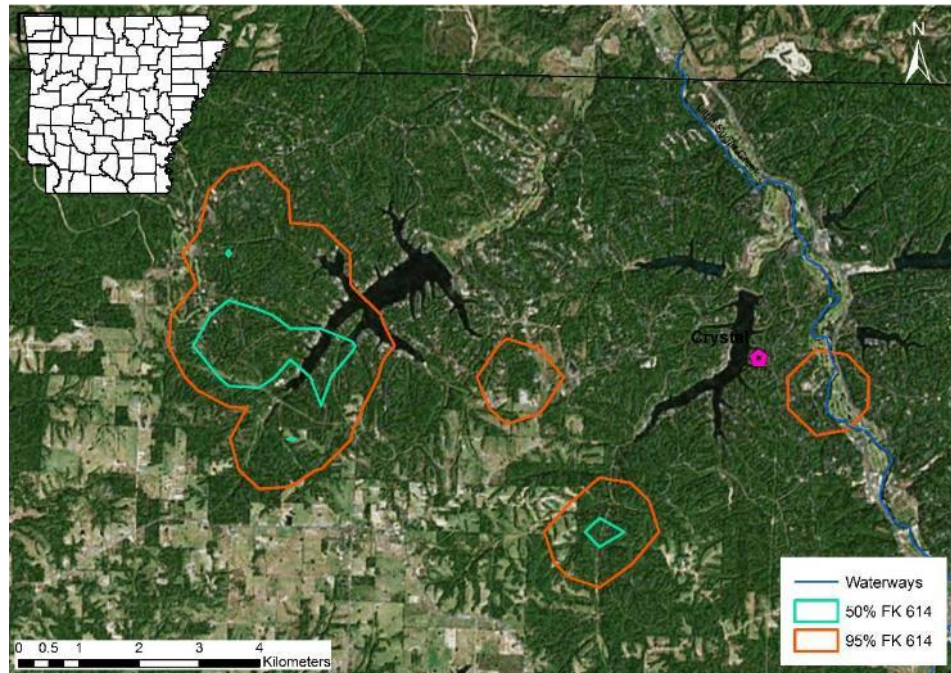 N
Crystal
Waterways
50% FK 614
95% FK 614
0 0.5 1 2 3 4
Kilometers